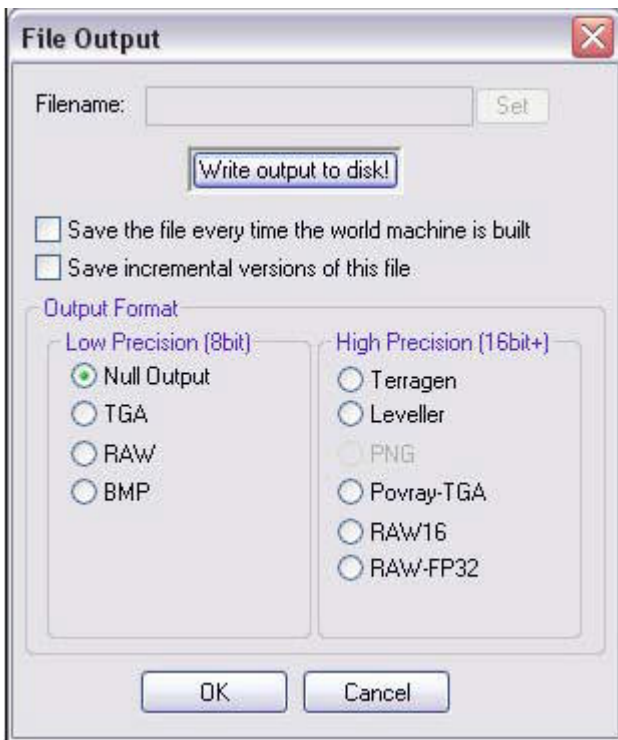 File Output
Filename:
Set
Write output to disk!
Save the file every time the world machine is built
Save incremental versions of this file
Output Format
Low Precision (8bit)
Null Output
TGA
RAW
BMP
High Precision (16bit+)
Terragen
Leveller
PNG
Povray-TGA
RAW16
RAW-FP32
OK
Cancel